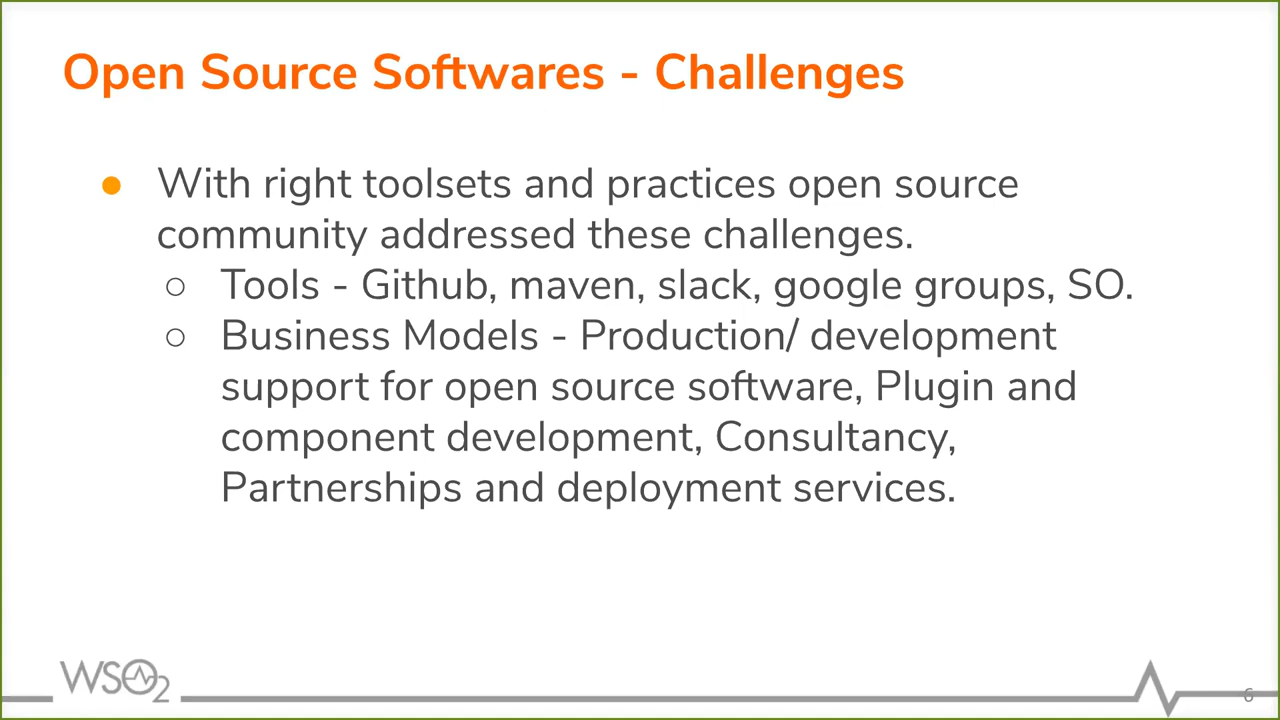 Open Source Softwares - Challenges
● With right toolsets and practices open source
community addressed these challenges.
○ Tools - Github, maven, slack, google groups, SO.
○ Business Models - Production/ development
support for open source software, Plugin and
component development, Consultancy,
Partnerships and deployment services.
WSO2
6